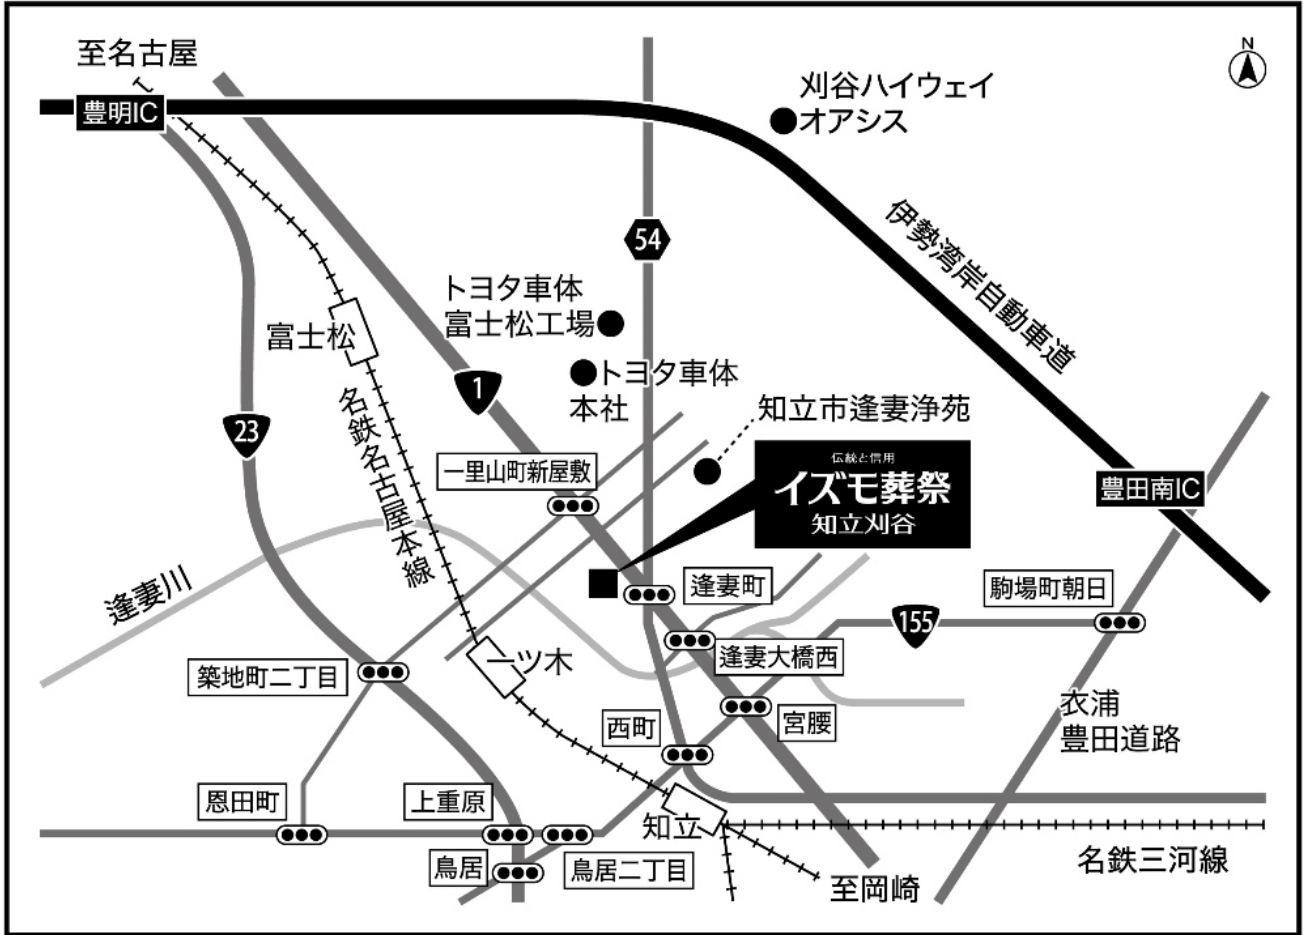 N
至名古屋
豊明IC
刈谷ハイウェイ
オアシス
伊勢湾岸自動車道
54
トヨタ車体
富士松工場
富士松
トヨタ車体
本社
1
名鉄名古屋本線
23
知立市逢妻浄苑
一里山町新屋敷
伝統と信用
イズモ葬祭
知立刈谷
豊田南IC
逢妻川
逢妻町
駒場町朝日
155
逢妻大橋西
築地町二丁目
一ツ木
西町
宮腰
衣浦
豊田道路
恩田町
上重原
知立
鳥居
鳥居二丁目
名鉄三河線
至岡崎